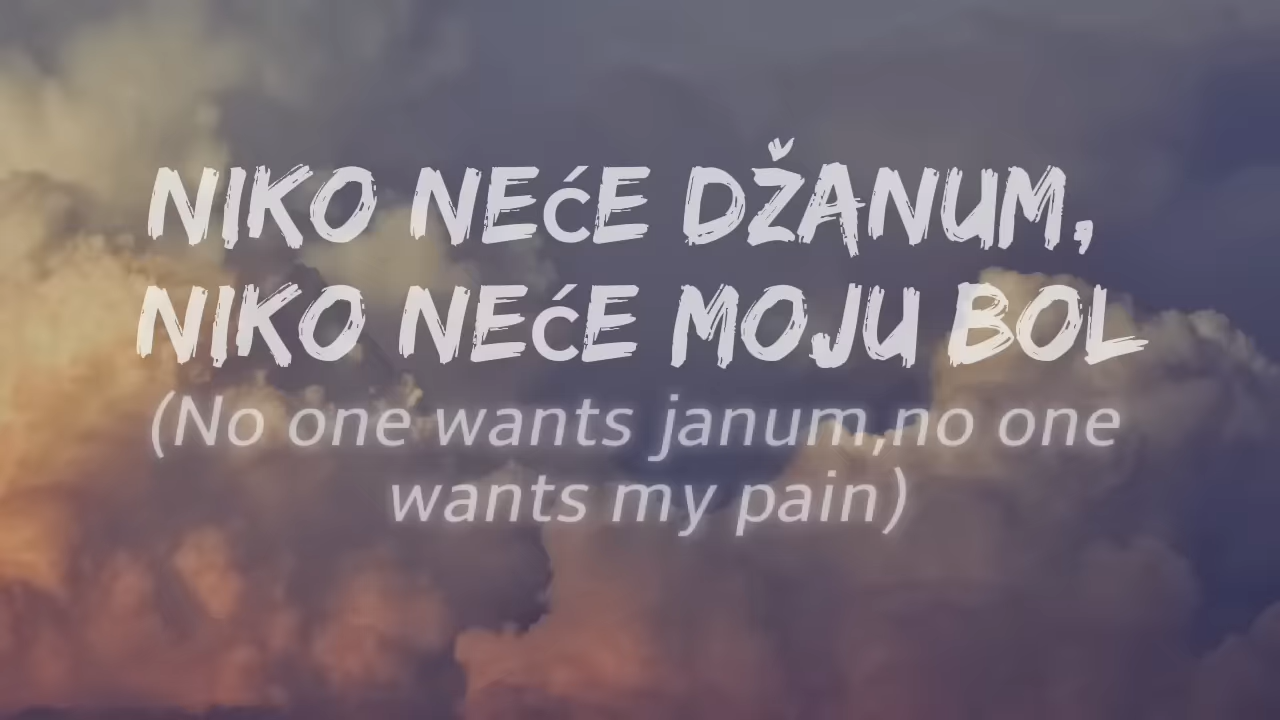 NIKO NEćE DŽANUM,
NIKO NEćE MOJU BOL
(No one wants janum,no one
wants my pain)